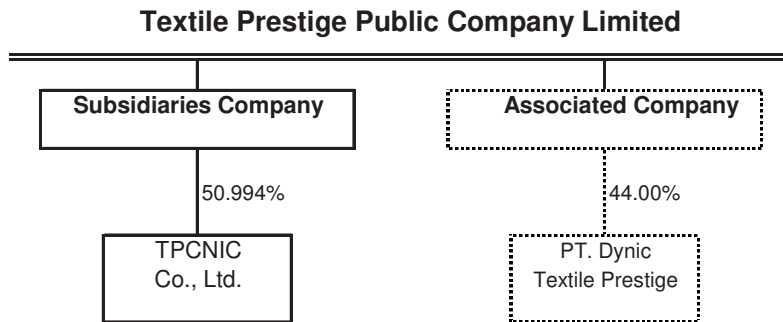 Textile Prestige Public Company Limited
Subsidiaries Company
Associated Company
50.994%
44.00%
TPCNIC
Co., Ltd.
PT. Dynic
Textile Prestige